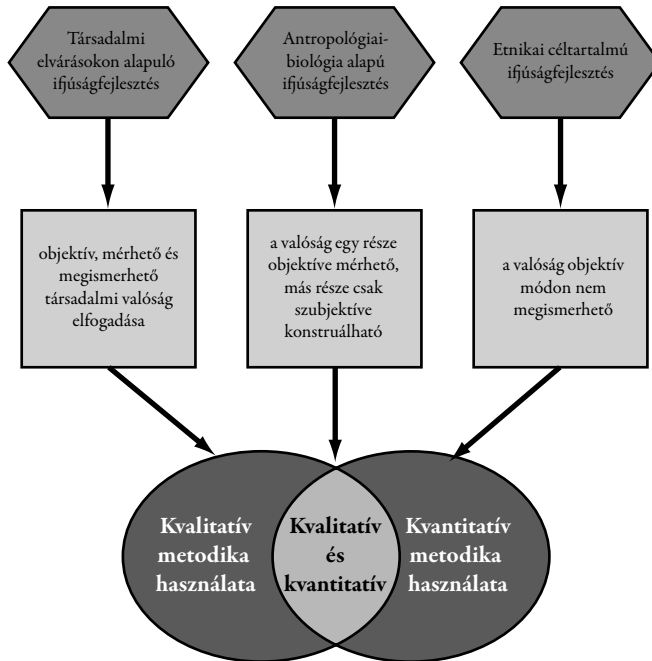 Társadalmi
elvárásokon alapuló
ifjúságfejlesztés
Antropológiai-
biológia alapú
ifjúságfejlesztés
Etnikai céltartalmú
ifjúságfejlesztés
objektív, mérhető és
megismerhető
társadalmi valóság
elfogadása
a valóság egy része
objektíve mérhető,
más része csak
szubjektíve
konstruálható
a valóság objektív
módon nem
megismerhető
Kvalitatív
metodika
használata
Kvalitatív
és
kvantitatív
Kvantitatív
metodika
használata